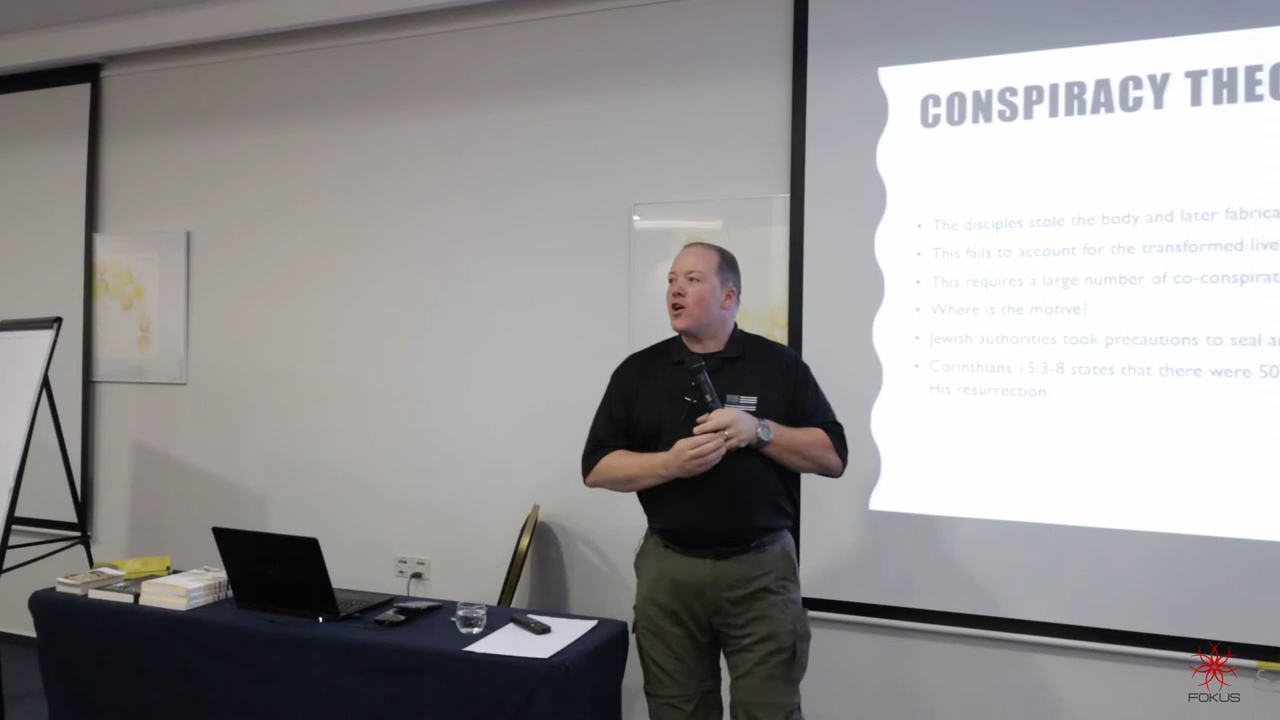 CONSPIRACY THEO
The disciples stole the body and later fabrica
This fails to account for the transformed live
This requires a large number of co-conspirat
Where is the motive?
Jewish authorities took precautions to seal a
Corinthians 15:3-8 states that there were 50
His resurrection.
FOKUS